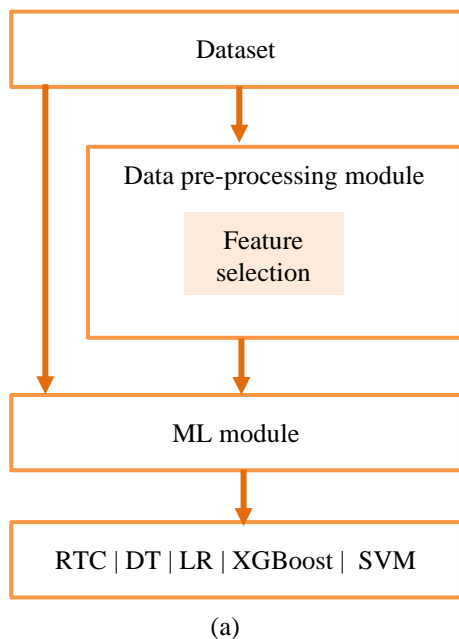 Dataset
Data pre-processing module
Feature
selection
ML module
RTC | DT | LR | XGBoost | SVM
(a)